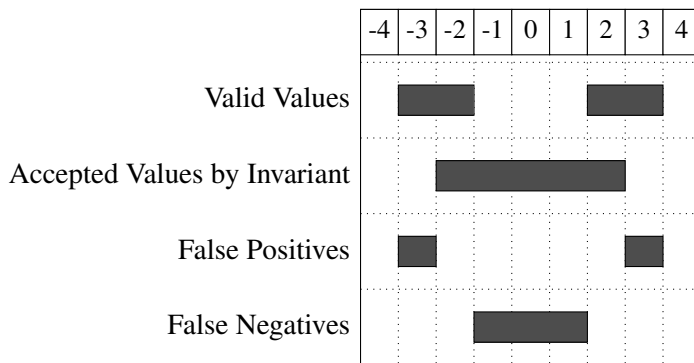 -4 -3 -2 -1 0 1 2 3 4
Valid Values
Accepted Values by Invariant
False Positives
False Negatives